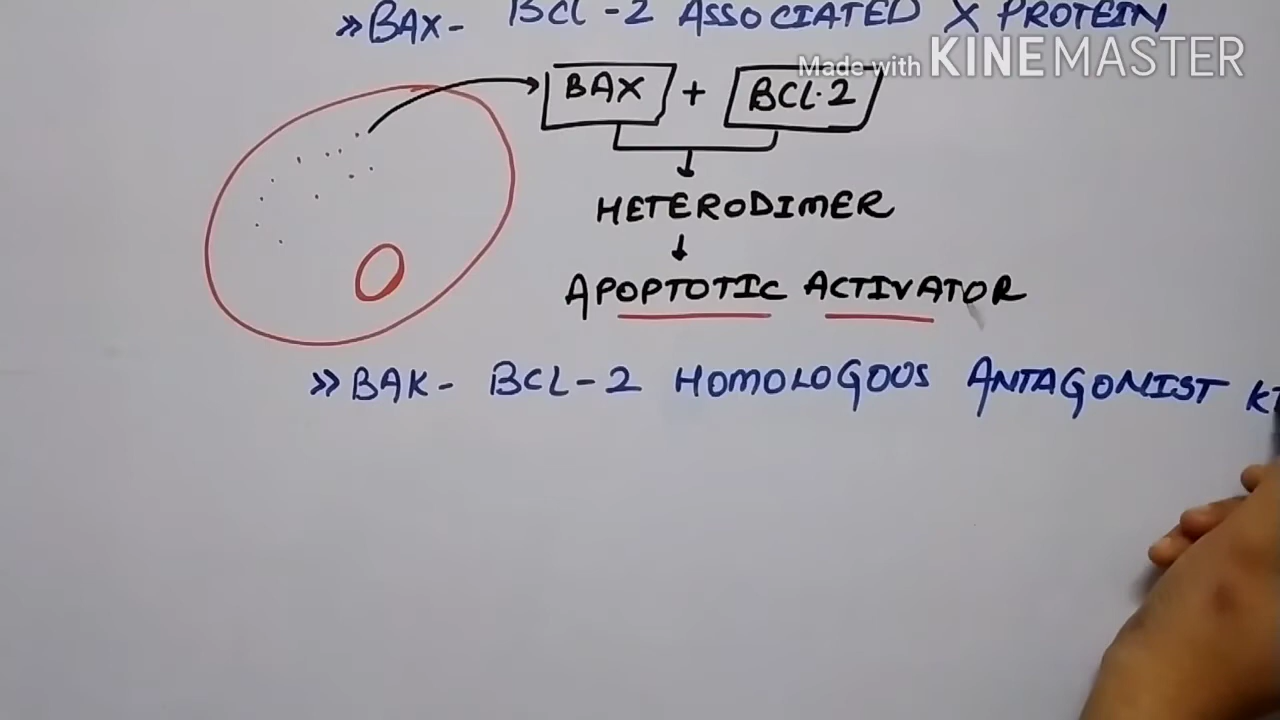 » BAX- BCL-2 ASSOCIATED X PROTEIN
Made with KINEMASTER
BAX + BCL.2
HETERODIMER
APOPTOTIC ACTIVATOR
» BAK- BCL-2 HOMOLOGOUS ANTAGONIST